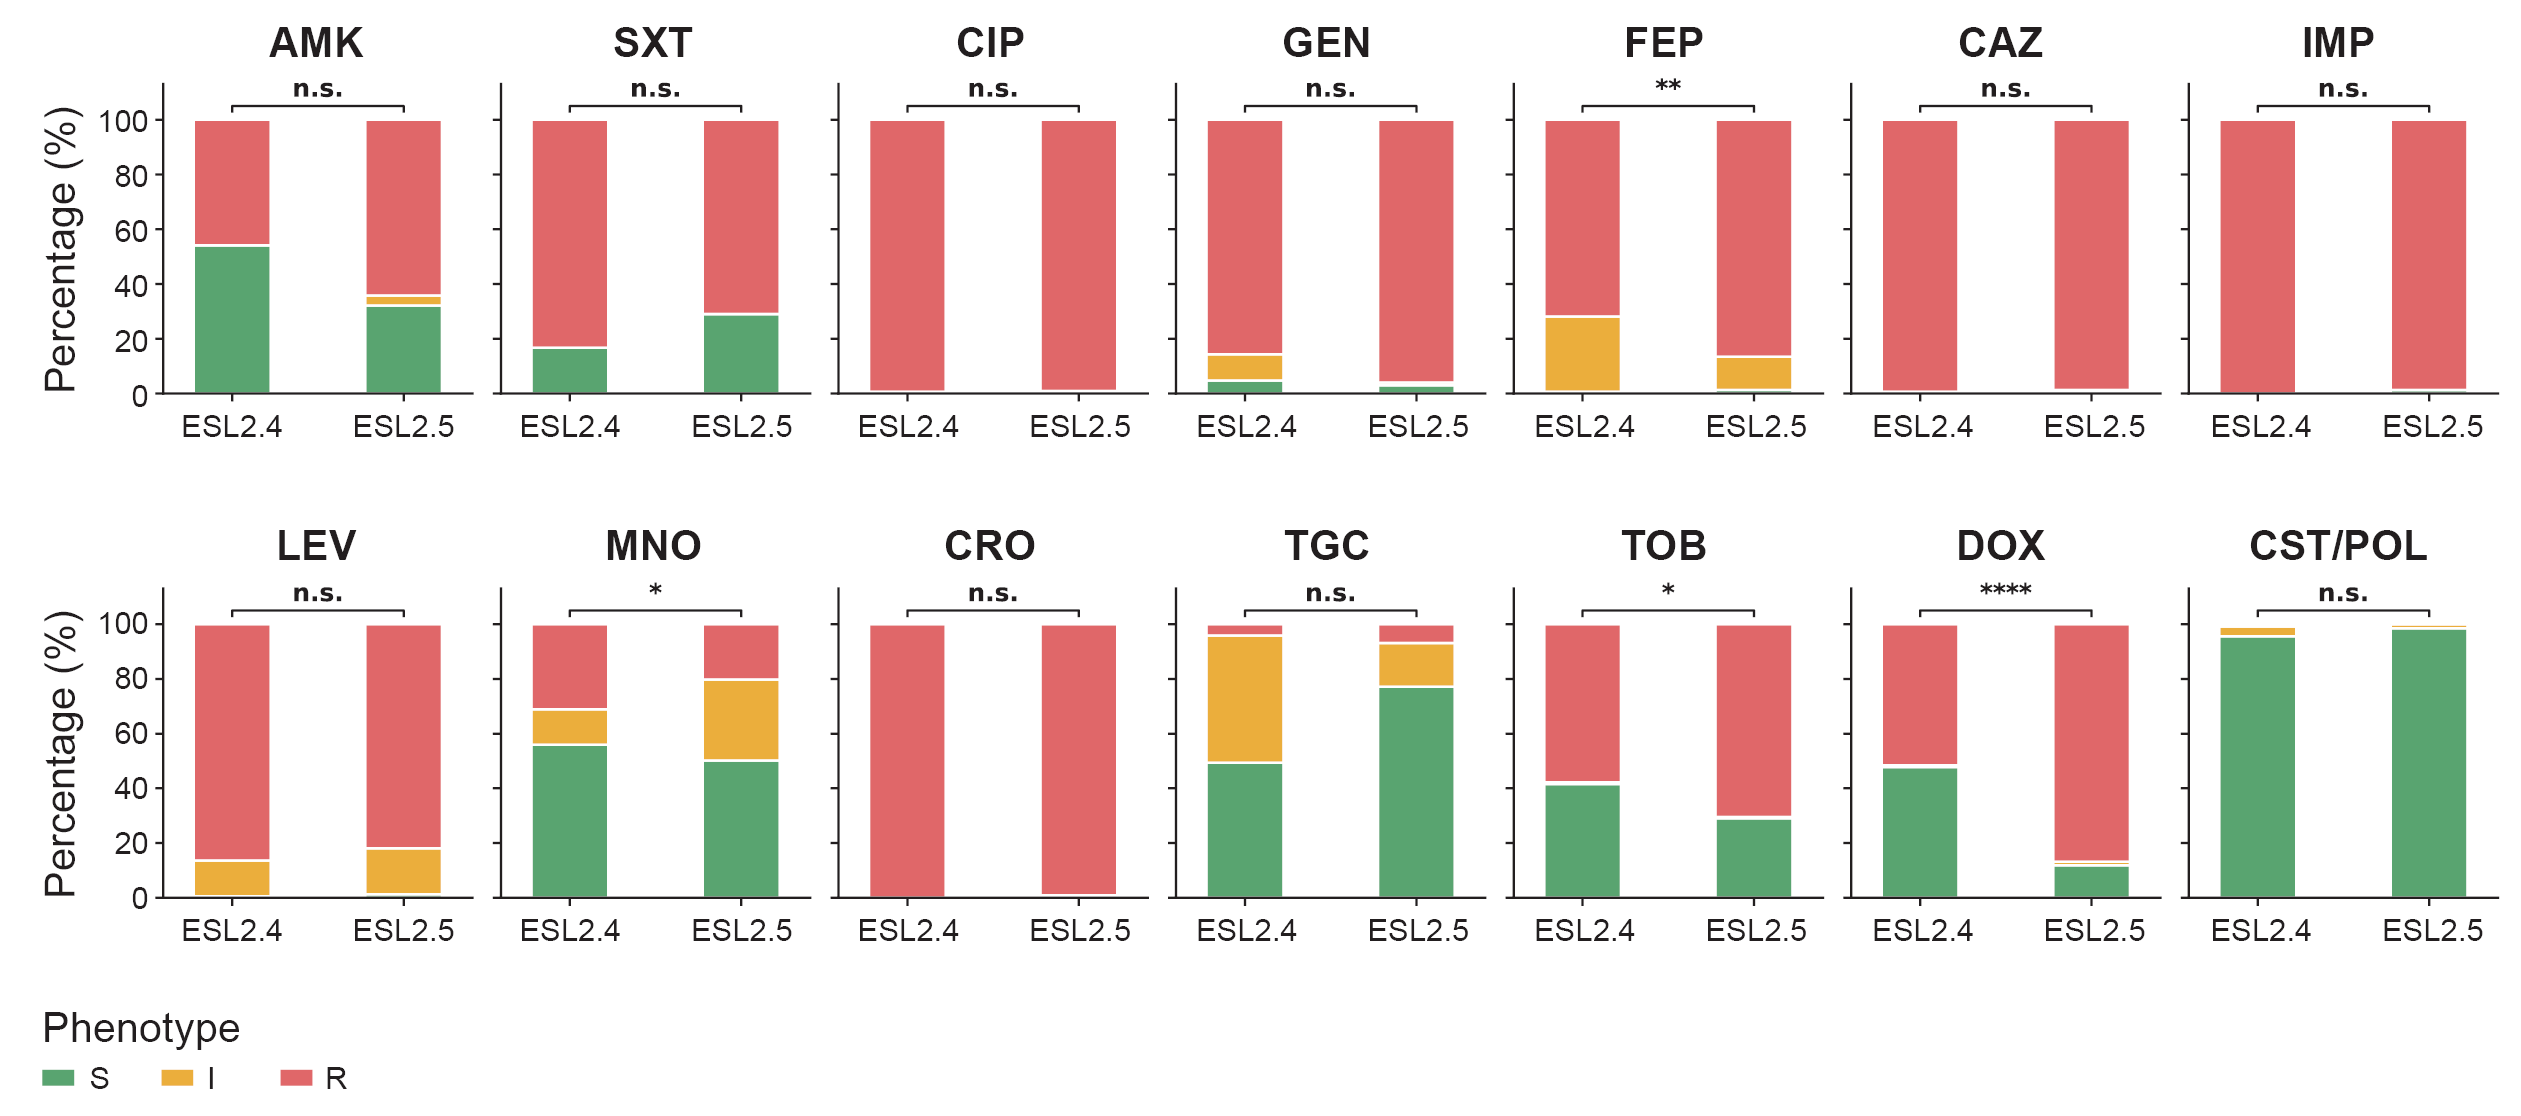 AMK SXT CIP GEN FEP CAZ IMP
n.s. n.s. n.s. n.s. ** n.s. n.s.
Percentage (%)
100
80
60
40
20
0
ESL2.4 ESL2.5 ESL2.4 ESL2.5 ESL2.4 ESL2.5 ESL2.4 ESL2.5 ESL2.4 ESL2.5 ESL2.4 ESL2.5 ESL2.4 ESL2.5
LEV MNO CRO TGC TOB DOX CST/POL
n.s. * n.s. n.s. * **** n.s.
Percentage (%)
100
80
60
40
20
0
ESL2.4 ESL2.5 ESL2.4 ESL2.5 ESL2.4 ESL2.5 ESL2.4 ESL2.5 ESL2.4 ESL2.5 ESL2.4 ESL2.5 ESL2.4 ESL2.5
Phenotype
S I R